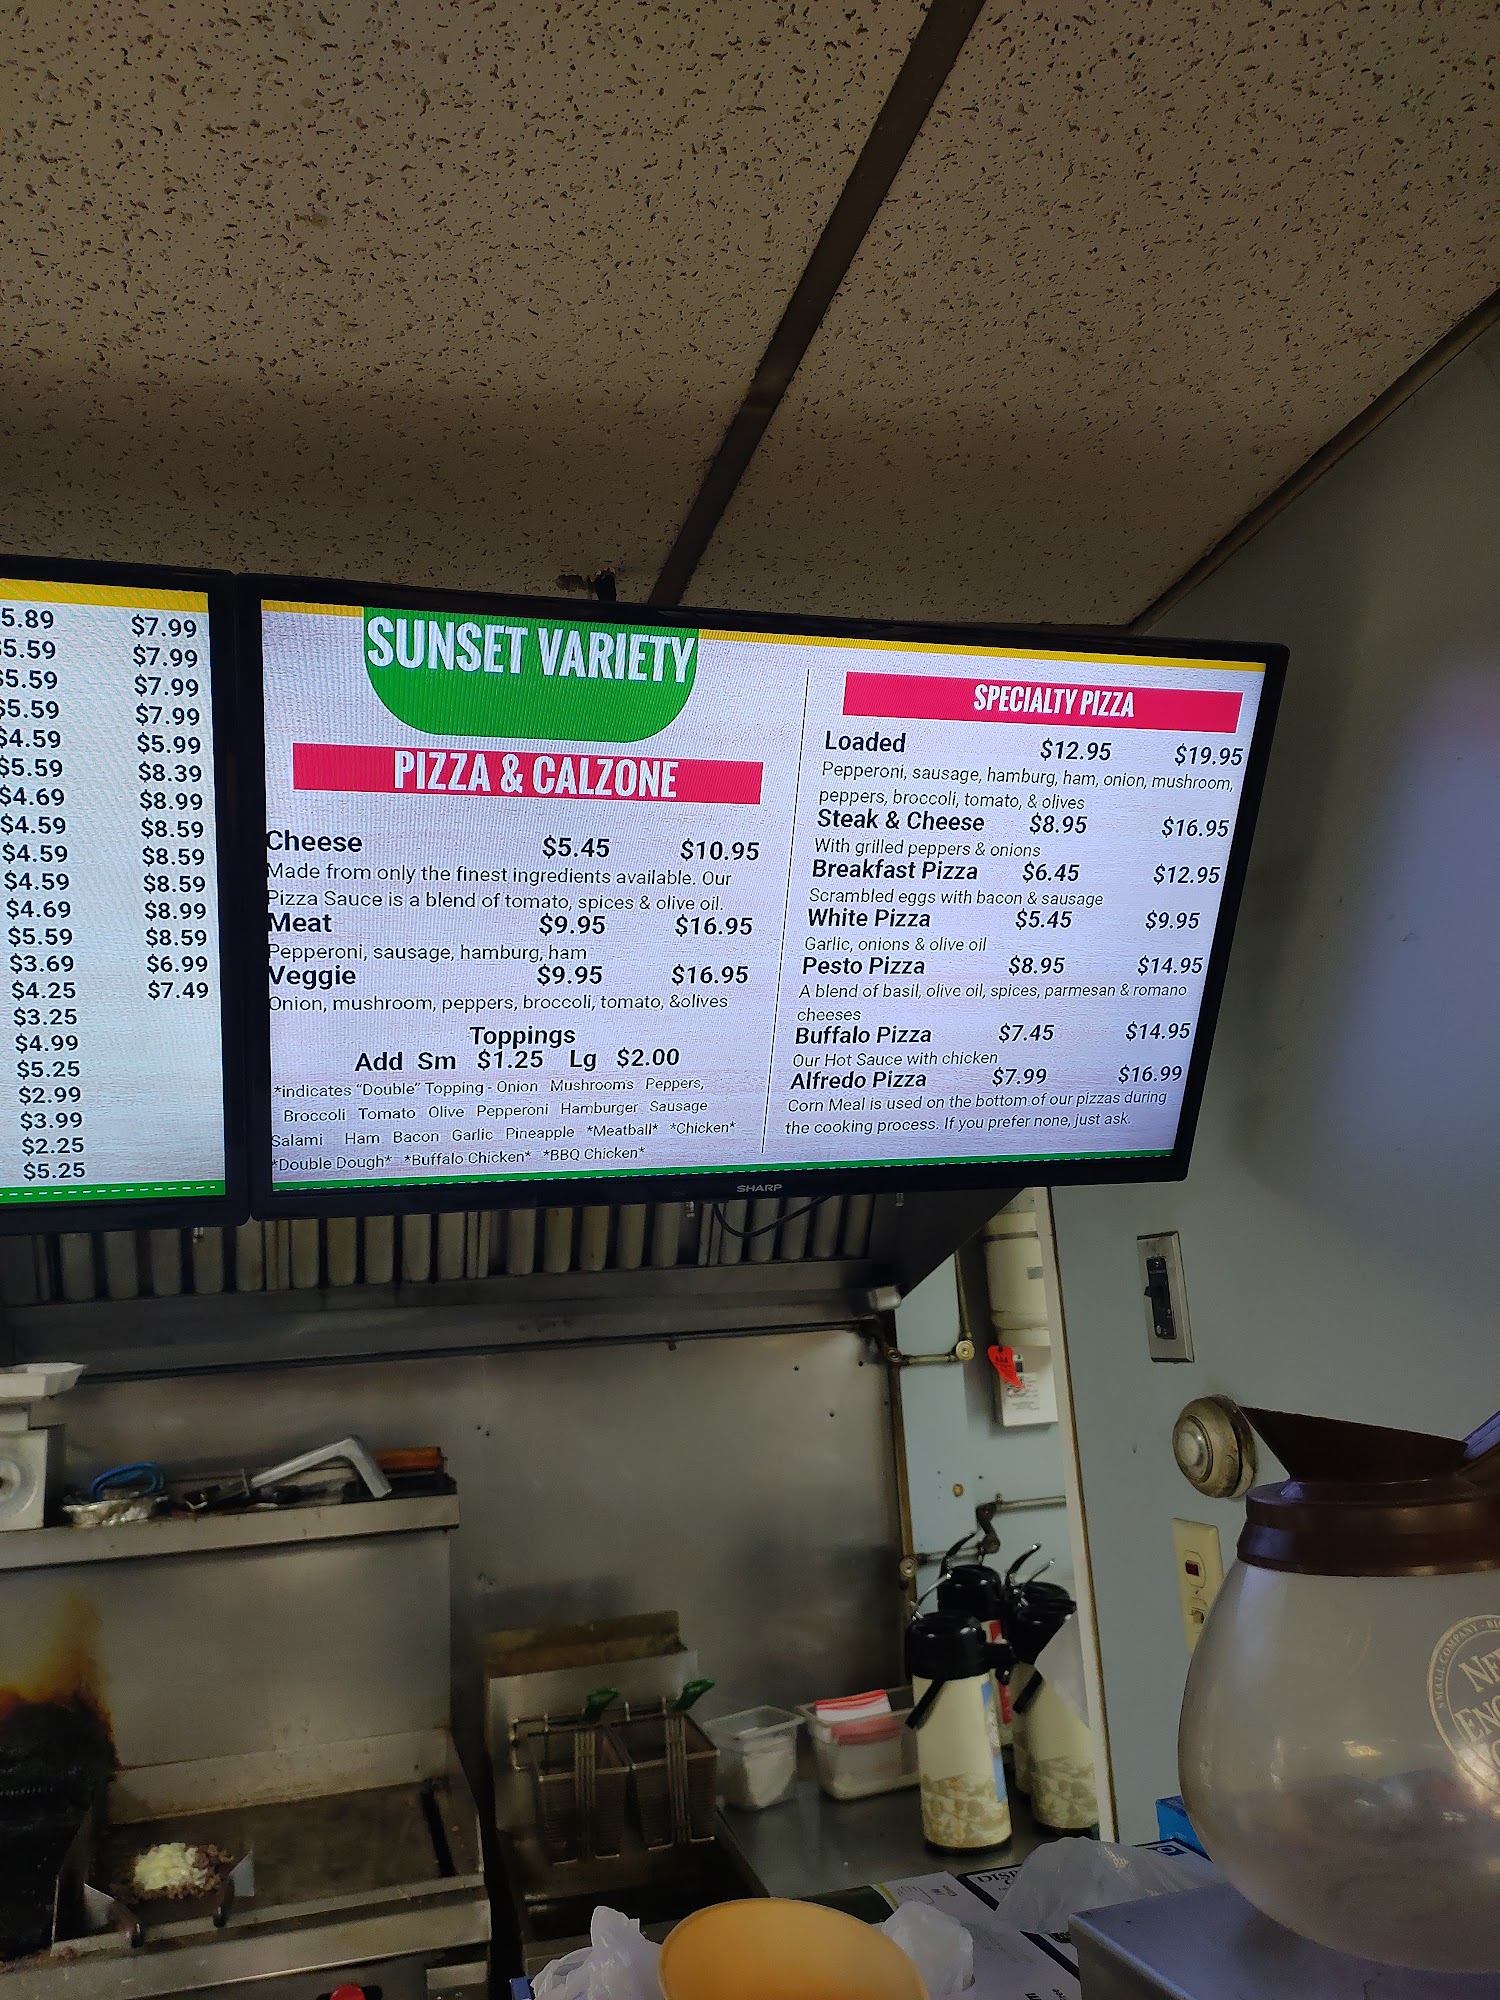 5.89 $7.99
$5.59 $7.99
$5.59 $7.99
$5.59 $7.99
$4.59 $5.99
$5.59 $8.39
$4.69 $8.99
$4.59 $8.59
$4.59 $8.59
$4.59 $8.59
$4.69 $8.99
$5.59 $8.59
$3.69 $6.99
$4.25 $7.49
$3.25
$4.99
$5.25
$2.99
$3.99
$2.25
$5.25
SUNSET VARIETY
PIZZA & CALZONE
Cheese $5.45 $10.95
Made from only the finest ingredients available. Our
Pizza Sauce is a blend of tomato, spices & olive oil.
Meat $9.95 $16.95
Pepperoni, sausage, hamburg, ham
Veggie $9.95 $16.95
Onion, mushroom, peppers, broccoli, tomato, &olives
Toppings
Add Sm $1.25 Lg $2.00
*indicates "Double" Topping - Onion Mushrooms Peppers,
Broccoli Tomato Olive Pepperoni Hamburger Sausage
Salami Ham Bacon Garlic Pineapple *Meatball* *Chicken*
*Double Dough* *Buffalo Chicken* *BBQ Chicken*
SPECIALTY PIZZA
Loaded $12.95 $19.95
Pepperoni, sausage, hamburg, ham, onion, mushroom,
peppers, broccoli, tomato, & olives
Steak & Cheese $8.95 $16.95
With grilled peppers & onions
Breakfast Pizza $6.45 $12.95
Scrambled eggs with bacon & sausage
White Pizza $5.45 $9.95
Garlic, onions & olive oil
Pesto Pizza $8.95 $14.95
A blend of basil, olive oil, spices, parmesan & romano
cheeses
Buffalo Pizza $7.45 $14.95
Our Hot Sauce with chicken
Alfredo Pizza $7.99 $16.99
Corn Meal is used on the bottom of our pizzas during
the cooking process. If you prefer none, just ask.
SHARP